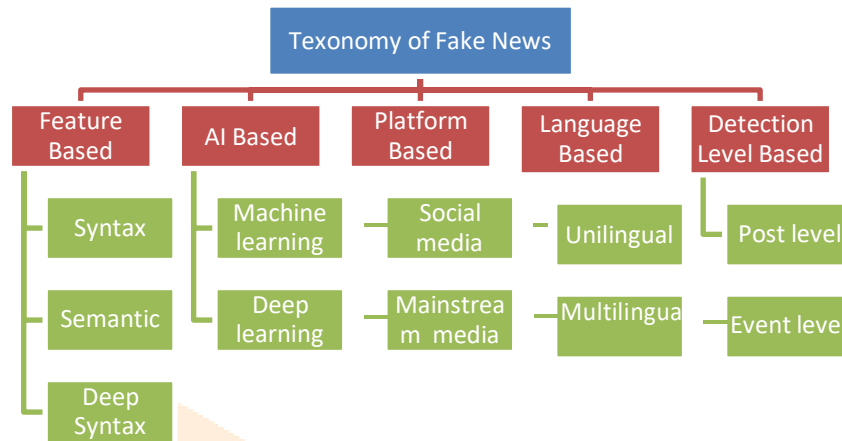 Texonomy of Fake News
Feature
Based
AI Based
Platform
Based
Language
Based
Detection
Level Based
Syntax
Machine
learning
Social
media
Unilingual
Post level
Semantic
Deep
learning
Mainstrea
m media
Multilingua
Event level
Deep
Syntax